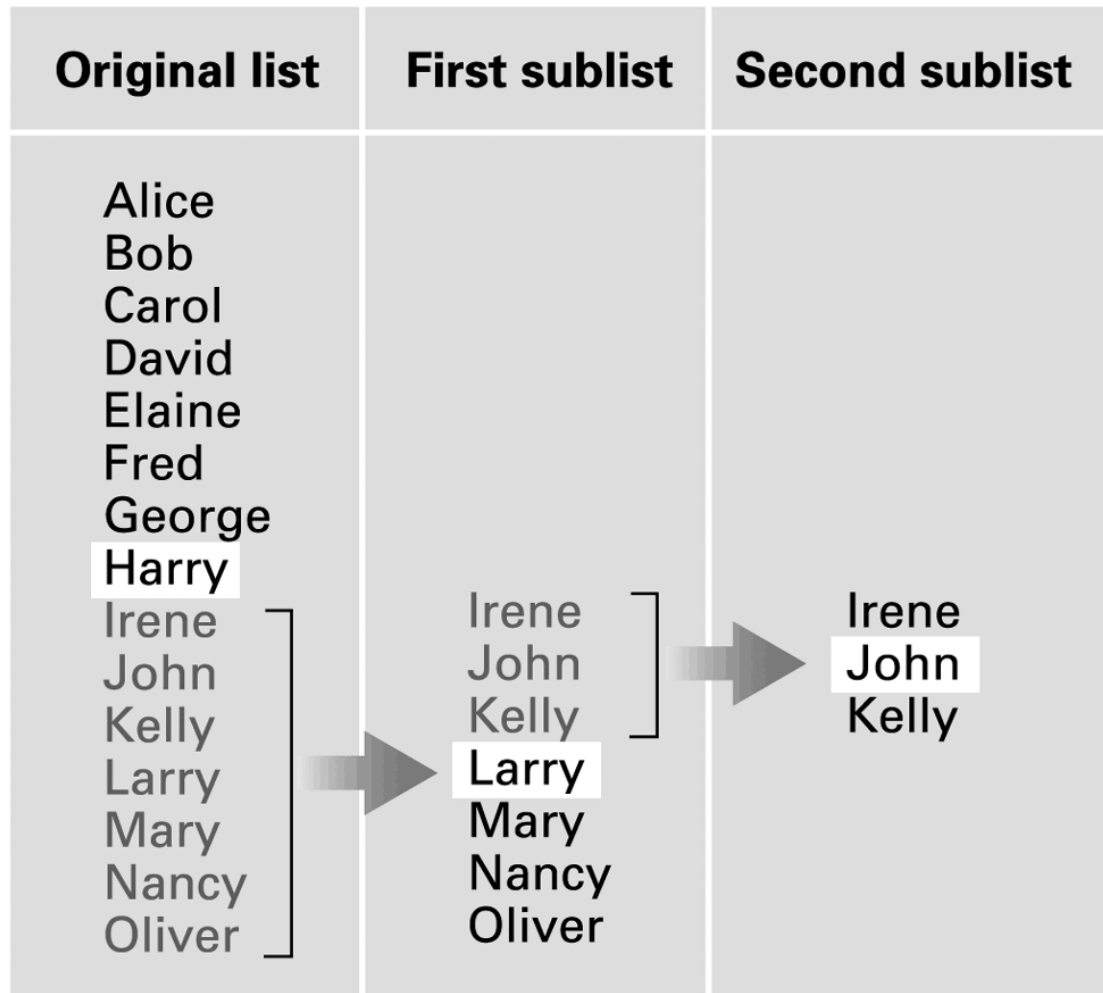 Original list
First sublist
Second sublist
Alice
Bob
Carol
David
Elaine
Fred
George
Harry
Irene
John
Kelly
Larry
Mary
Nancy
Oliver
Irene
John
Kelly
Larry
Mary
Nancy
Oliver
Irene
John
Kelly